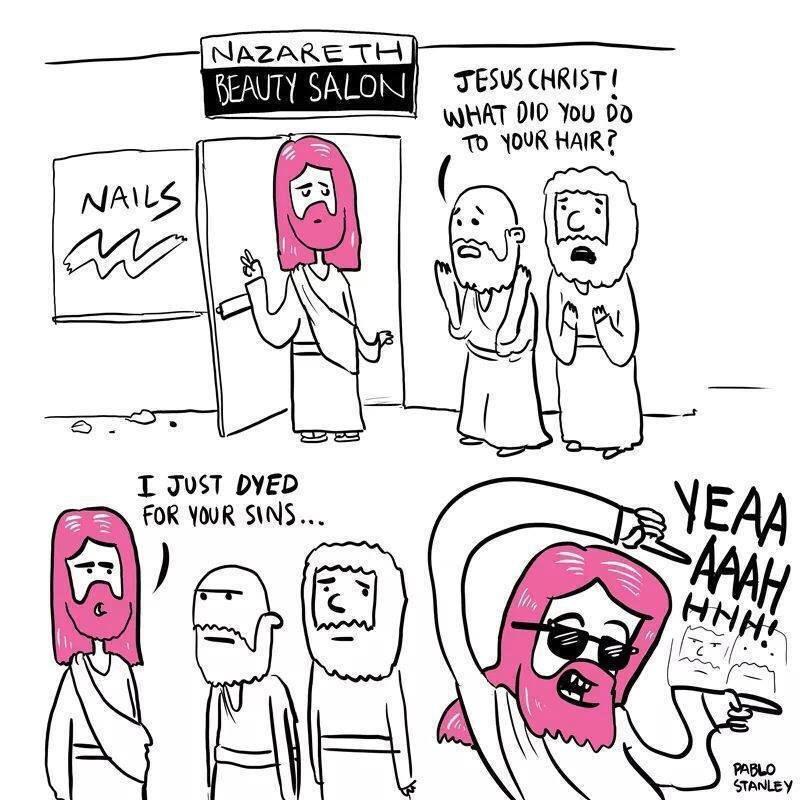 NAZARETH
BEAUTY SALON
JESUS CHRIST!
WHAT DID YOU DO
TO YOUR HAIR?
NAILS
I JUST DYED
FOR YOUR SINS...
YEAA
AAAH
HHH!
PABLO
STANLEY